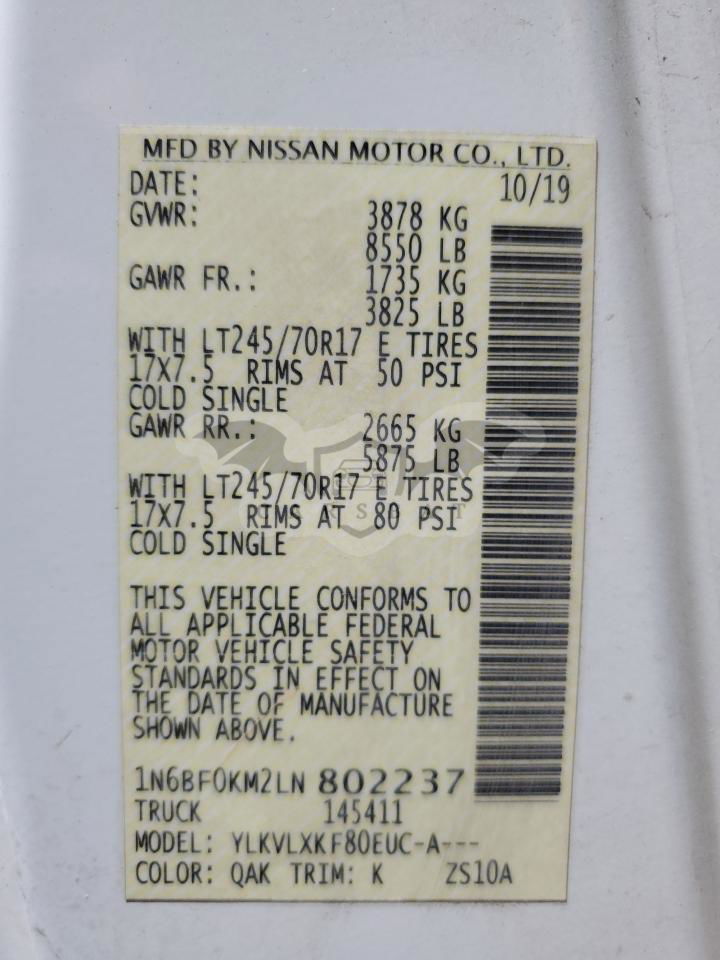 MFD BY NISSAN MOTOR CO., LTD.
DATE: 10/19
GVWR: 3878 KG
8550 LB
GAWR FR.: 1735 KG
3825 LB
WITH LT245/70R17 E TIRES
17X7.5 RIMS AT 50 PSI
COLD SINGLE
GAWR RR.: 2665 KG
5875 LB
WITH LT245/70R17 E TIRES
17X7.5 RIMS AT 80 PSI
COLD SINGLE
THIS VEHICLE CONFORMS TO
ALL APPLICABLE FEDERAL
MOTOR VEHICLE SAFETY
STANDARDS IN EFFECT ON
THE DATE OF MANUFACTURE
SHOWN ABOVE.
1N6BF0KM2LN 802237
TRUCK 145411
MODEL: YLKVLXKF80EUC-A---
COLOR: QAK TRIM: K ZS10A